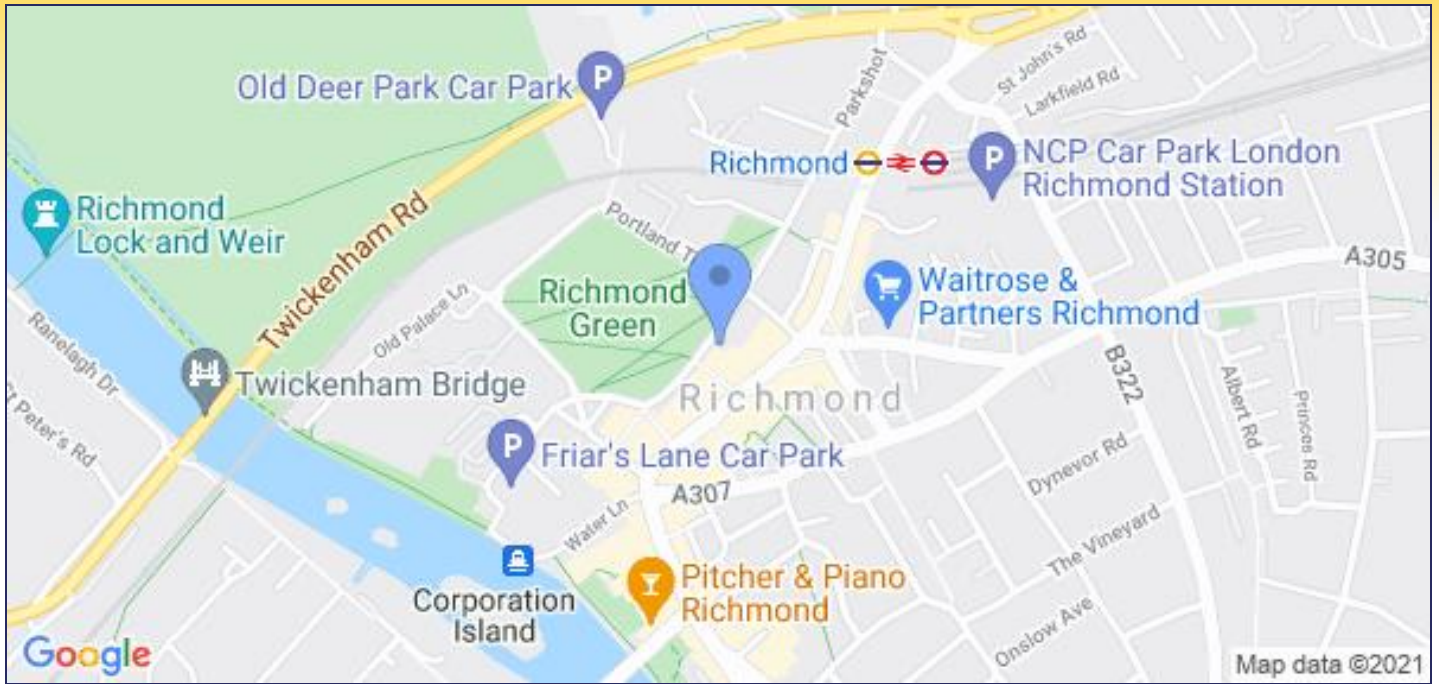 Old Deer Park Car Park
P
Parkshot
St John's Rd
Larkfield Rd
Richmond
P
NCP Car Park London
Richmond Station
Richmond
Lock and Weir
Twickenham Rd
Portland T
Richmond
Green
Waitrose &
Partners Richmond
A305
Ranelagh Dr
Old Palace Ln
Twickenham Bridge
Richmond
B322
Albert Rd
Princes Rd
t Peter's Rd
P
Friar's Lane Car Park
A307
Dynevor Rd
Water Ln
The Vineyard
Corporation
Island
Pitcher & Piano
Richmond
Onslow Ave
Google
Map data ©2021